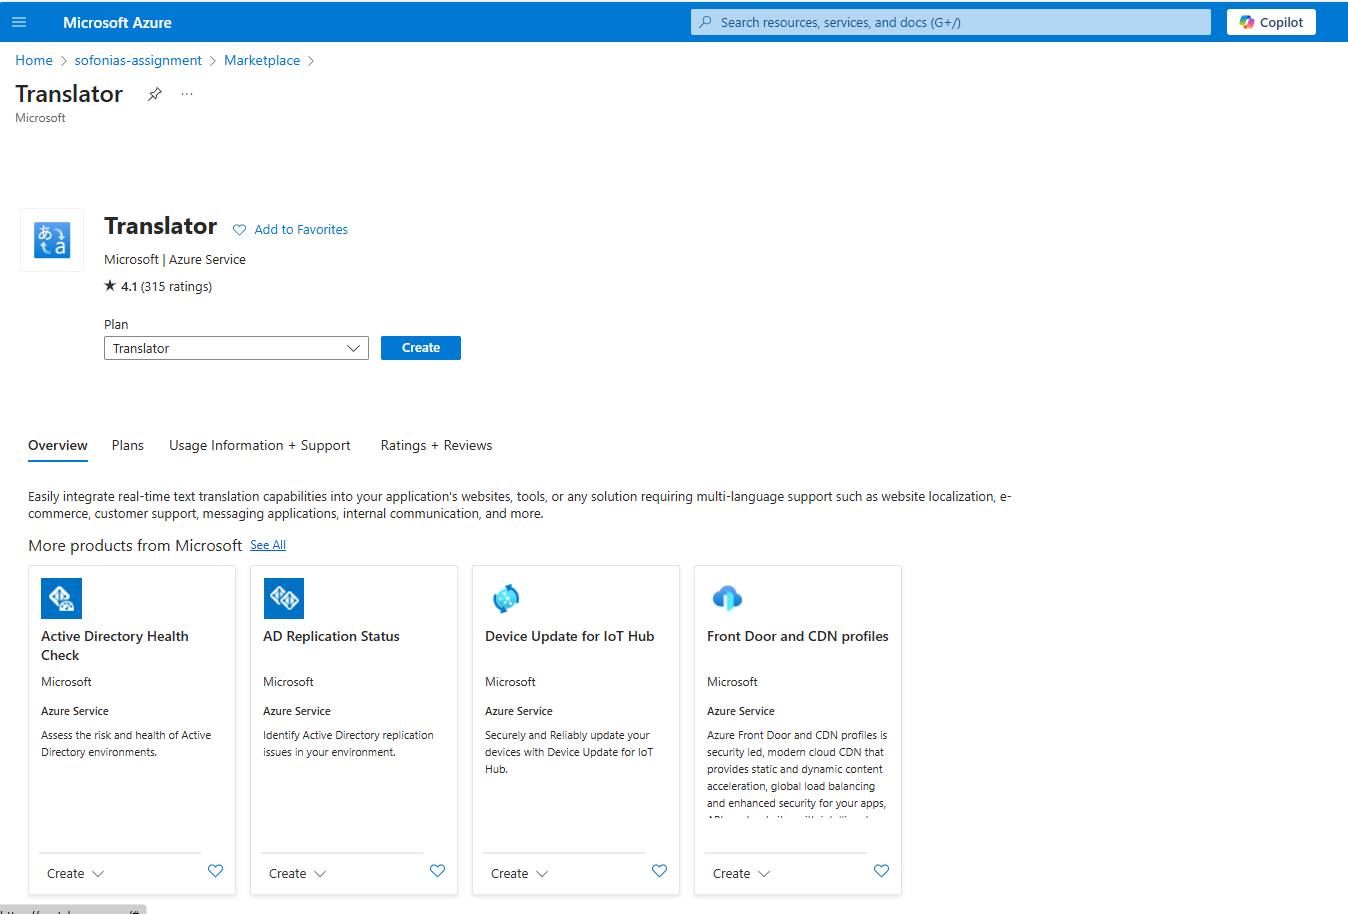 Microsoft Azure
Search resources, services, and docs (G+/)
Copilot
Home > sofonias-assignment > Marketplace >
Translator
Microsoft
あ a
Translator
Add to Favorites
Microsoft | Azure Service
★ 4.1 (315 ratings)
Plan
Translator
Create
Overview
Plans
Usage Information + Support
Ratings + Reviews
Easily integrate real-time text translation capabilities into your application's websites, tools, or any solution requiring multi-language support such as website localization, e-
commerce, customer support, messaging applications, internal communication, and more.
More products from Microsoft See All
Active Directory Health
Check
Microsoft
Azure Service
Assess the risk and health of Active
Directory environments.
Create
AD Replication Status
Microsoft
Azure Service
Identify Active Directory replication
issues in your environment.
Create
Device Update for IoT Hub
Microsoft
Azure Service
Securely and Reliably update your
devices with Device Update for IoT
Hub.
Create
Front Door and CDN profiles
Microsoft
Azure Service
Azure Front Door and CDN profiles is
security led, modern cloud CDN that
provides static and dynamic content
acceleration, global load balancing
and enhanced security for your apps,
Create